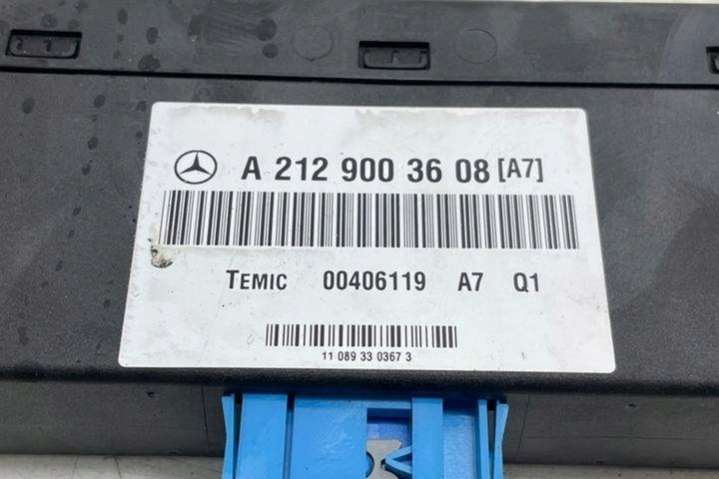 A 212 900 36 08 [A7]
TEMIC 00406119 A7 Q1
11 089 33 0367 3